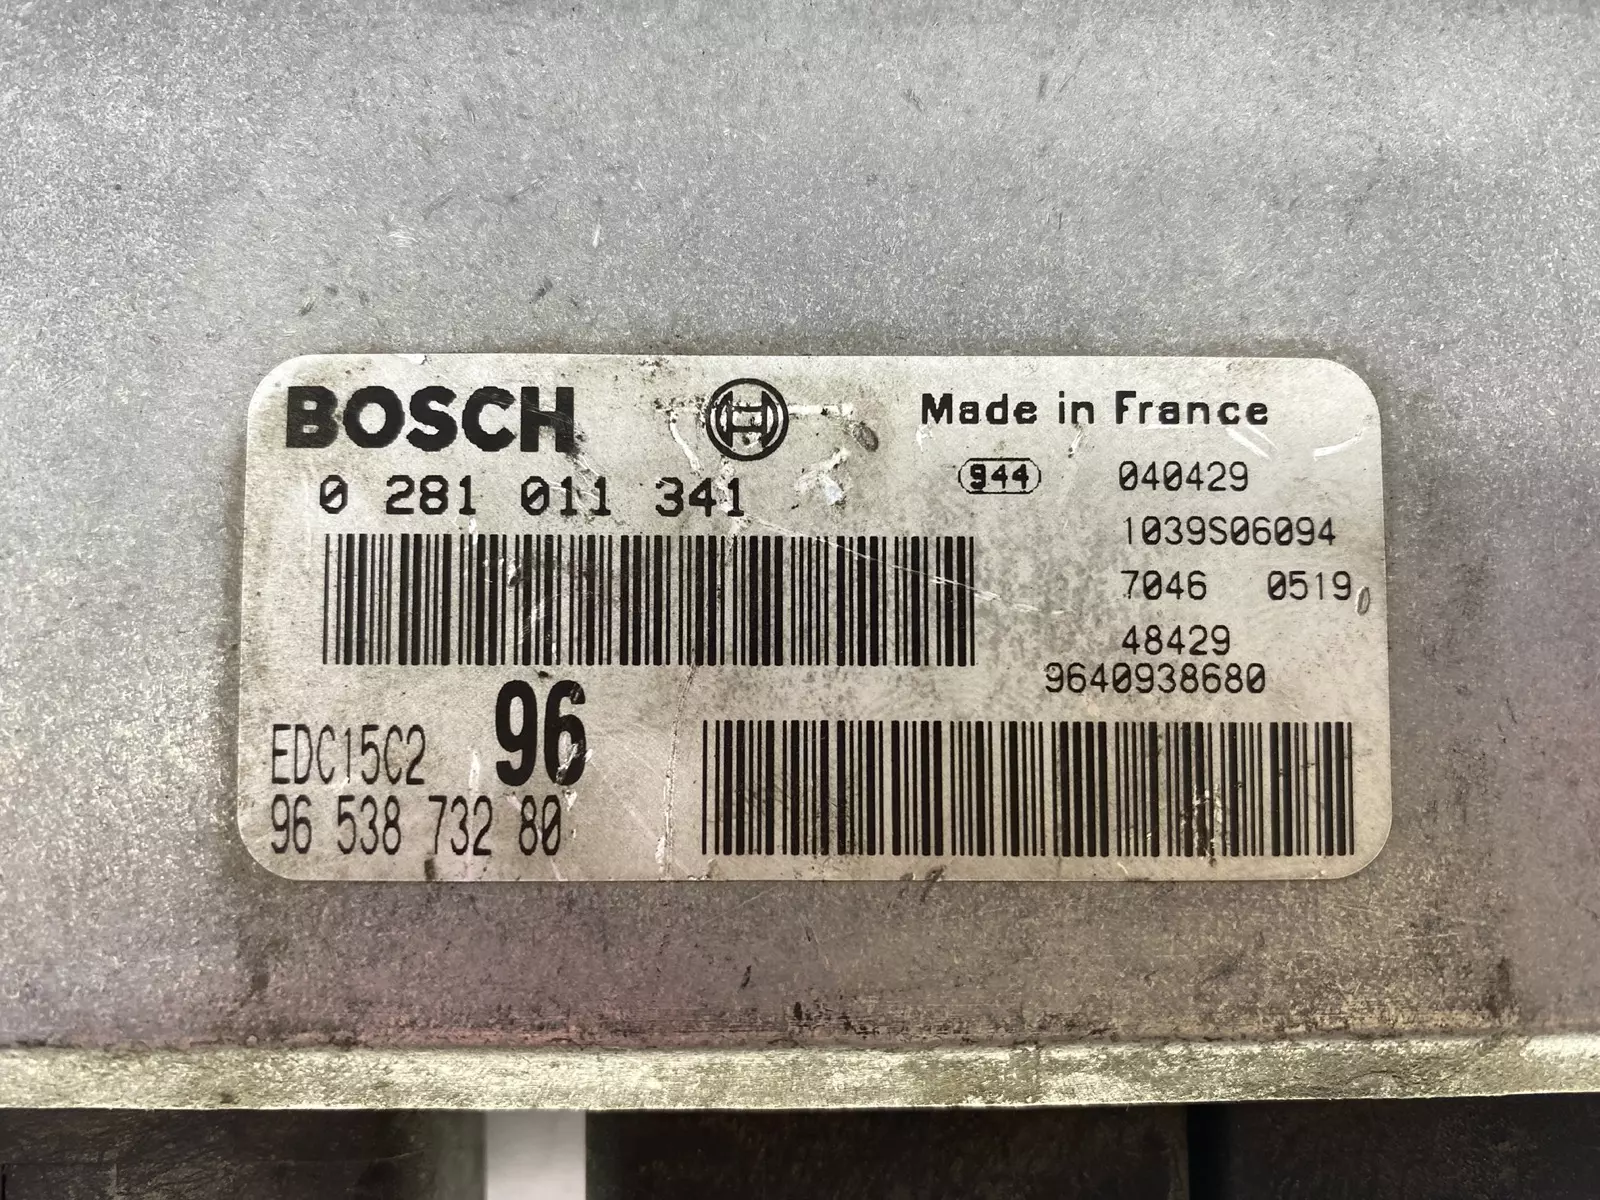 BOSCH
Made in France
0 281 011 341
944 040429
1039S06094
7046 0519
48429
9640938680
EDC15C2 96
96 538 732 80